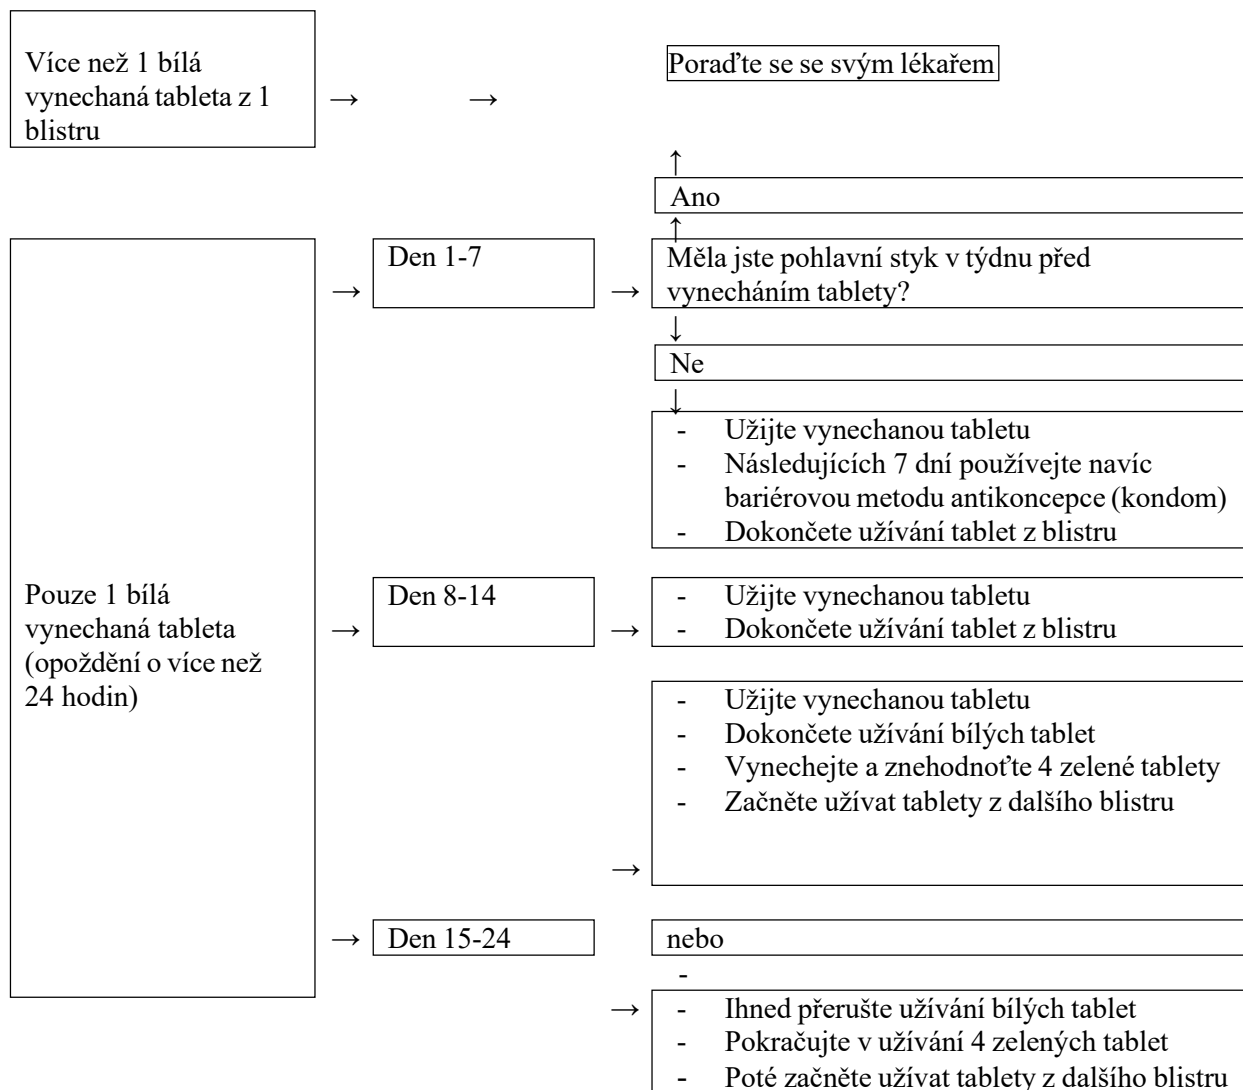 Více než 1 bílá
vynechaná tableta z 1
blistru
→ →
Poraďte se se svým lékařem
↑
Ano
↑
Pouze 1 bílá
vynechaná tableta
(opoždění o více než
24 hodin)
→
Den 1-7
→
Měla jste pohlavní styk v týdnu před
vynecháním tablety?
↓
Ne
↓
- Užijte vynechanou tabletu
- Následujících 7 dní používejte navíc
bariérovou metodu antikoncepce (kondom)
- Dokončete užívání tablet z blistru
→
Den 8-14
→
- Užijte vynechanou tabletu
- Dokončete užívání tablet z blistru
- Užijte vynechanou tabletu
- Dokončete užívání bílých tablet
- Vynechejte a znehodnoťte 4 zelené tablety
- Začněte užívat tablety z dalšího blistru
→
→
Den 15-24
nebo
-
→
- Ihned přerušte užívání bílých tablet
- Pokračujte v užívání 4 zelených tablet
- Poté začněte užívat tablety z dalšího blistru